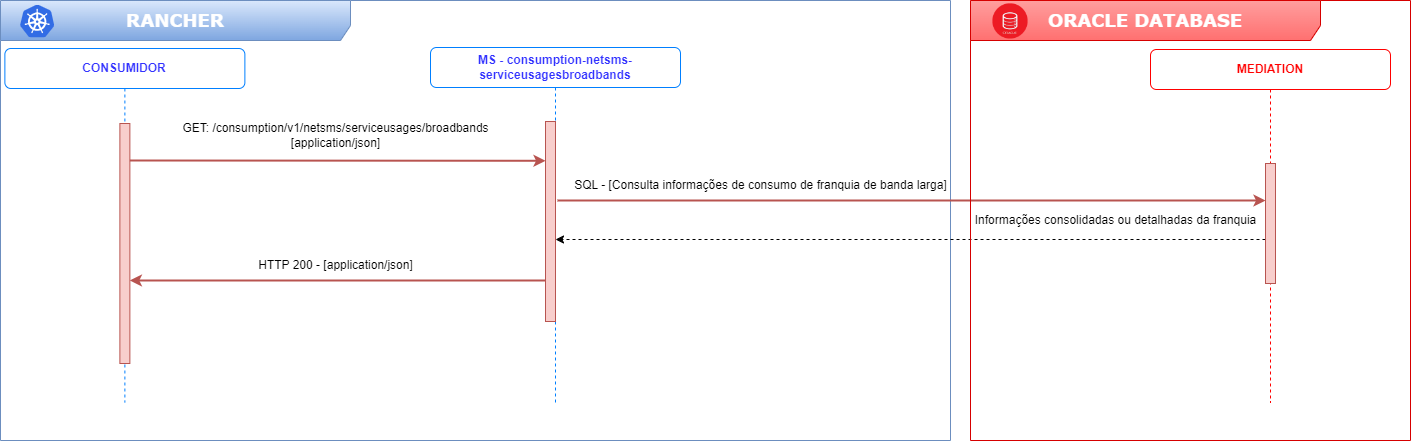 RANCHER
ORACLE DATABASE
CONSUMIDOR
MS - consumption-netsms-
serviceusagesbroadbands
MEDIATION
GET: /consumption/v1/netsms/serviceusages/broadbands
[application/json]
SQL - [Consulta informações de consumo de franquia de banda larga]
Informações consolidadas ou detalhadas da franquia
HTTP 200 - [application/json]